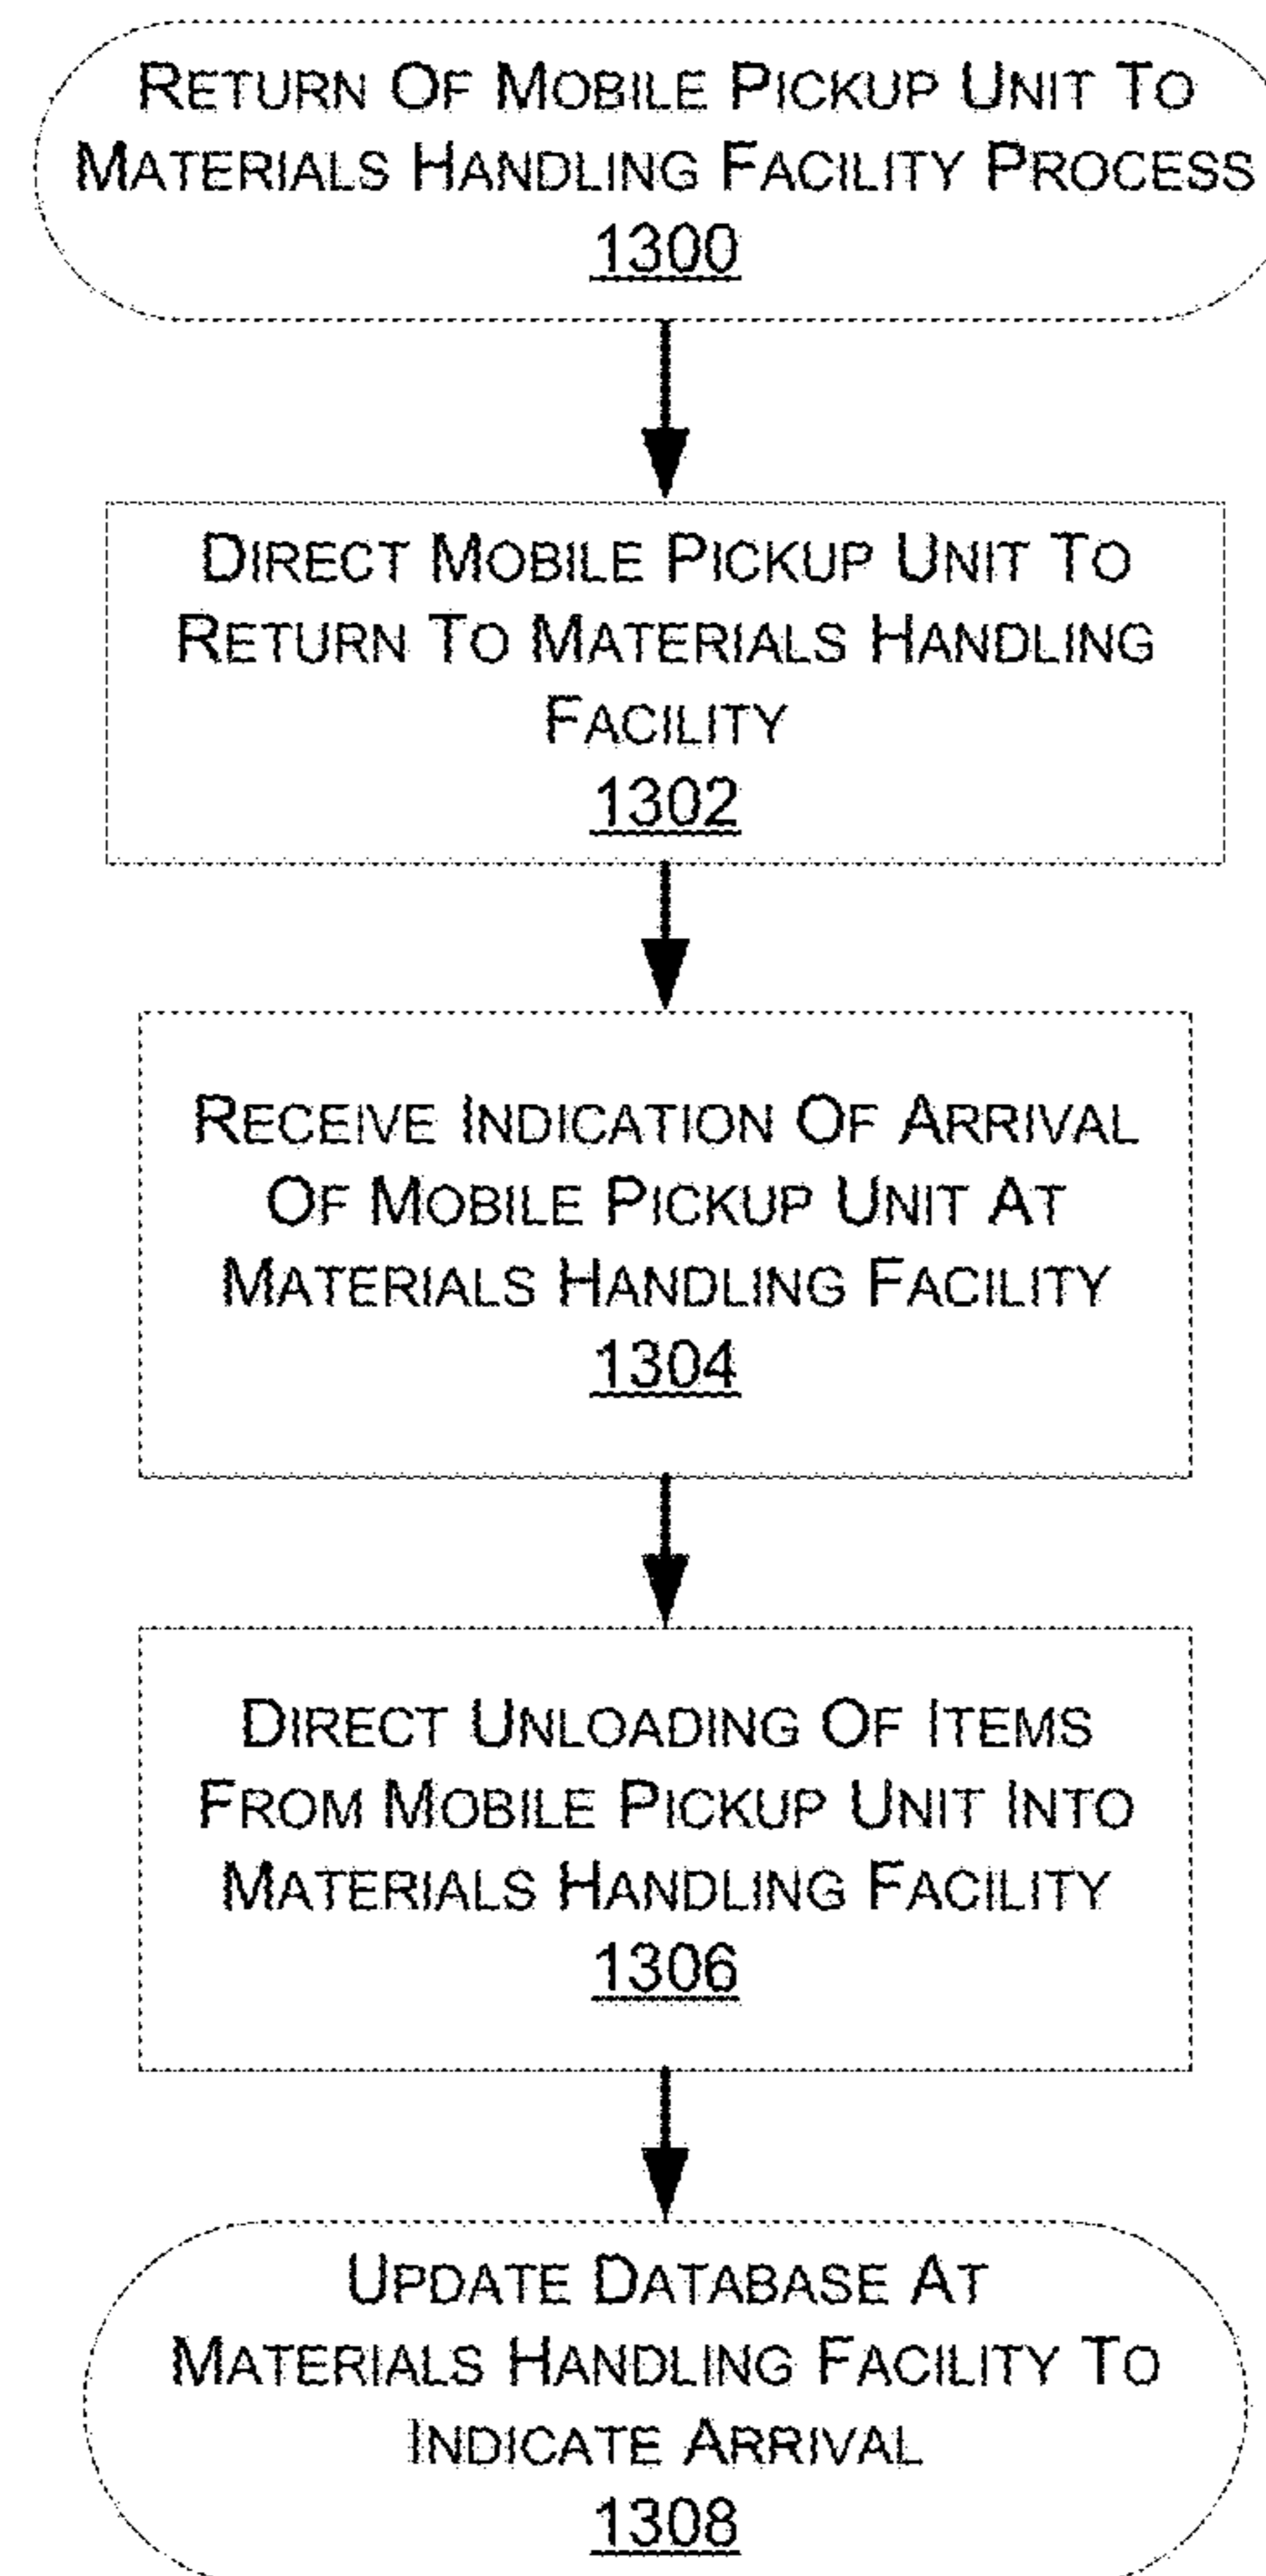 RETURN OF MOBILE PICKUP UNIT TO
MATERIALS HANDLING FACILITY PROCESS
1300
DIRECT MOBILE PICKUP UNIT TO
RETURN TO MATERIALS HANDLING
FACILITY
1302
RECEIVE INDICATION OF ARRIVAL
OF MOBILE PICKUP UNIT AT
MATERIALS HANDLING FACILITY
1304
DIRECT UNLOADING OF ITEMS
FROM MOBILE PICKUP UNIT INTO
MATERIALS HANDLING FACILITY
1306
UPDATE DATABASE AT
MATERIALS HANDLING FACILITY TO
INDICATE ARRIVAL
1308